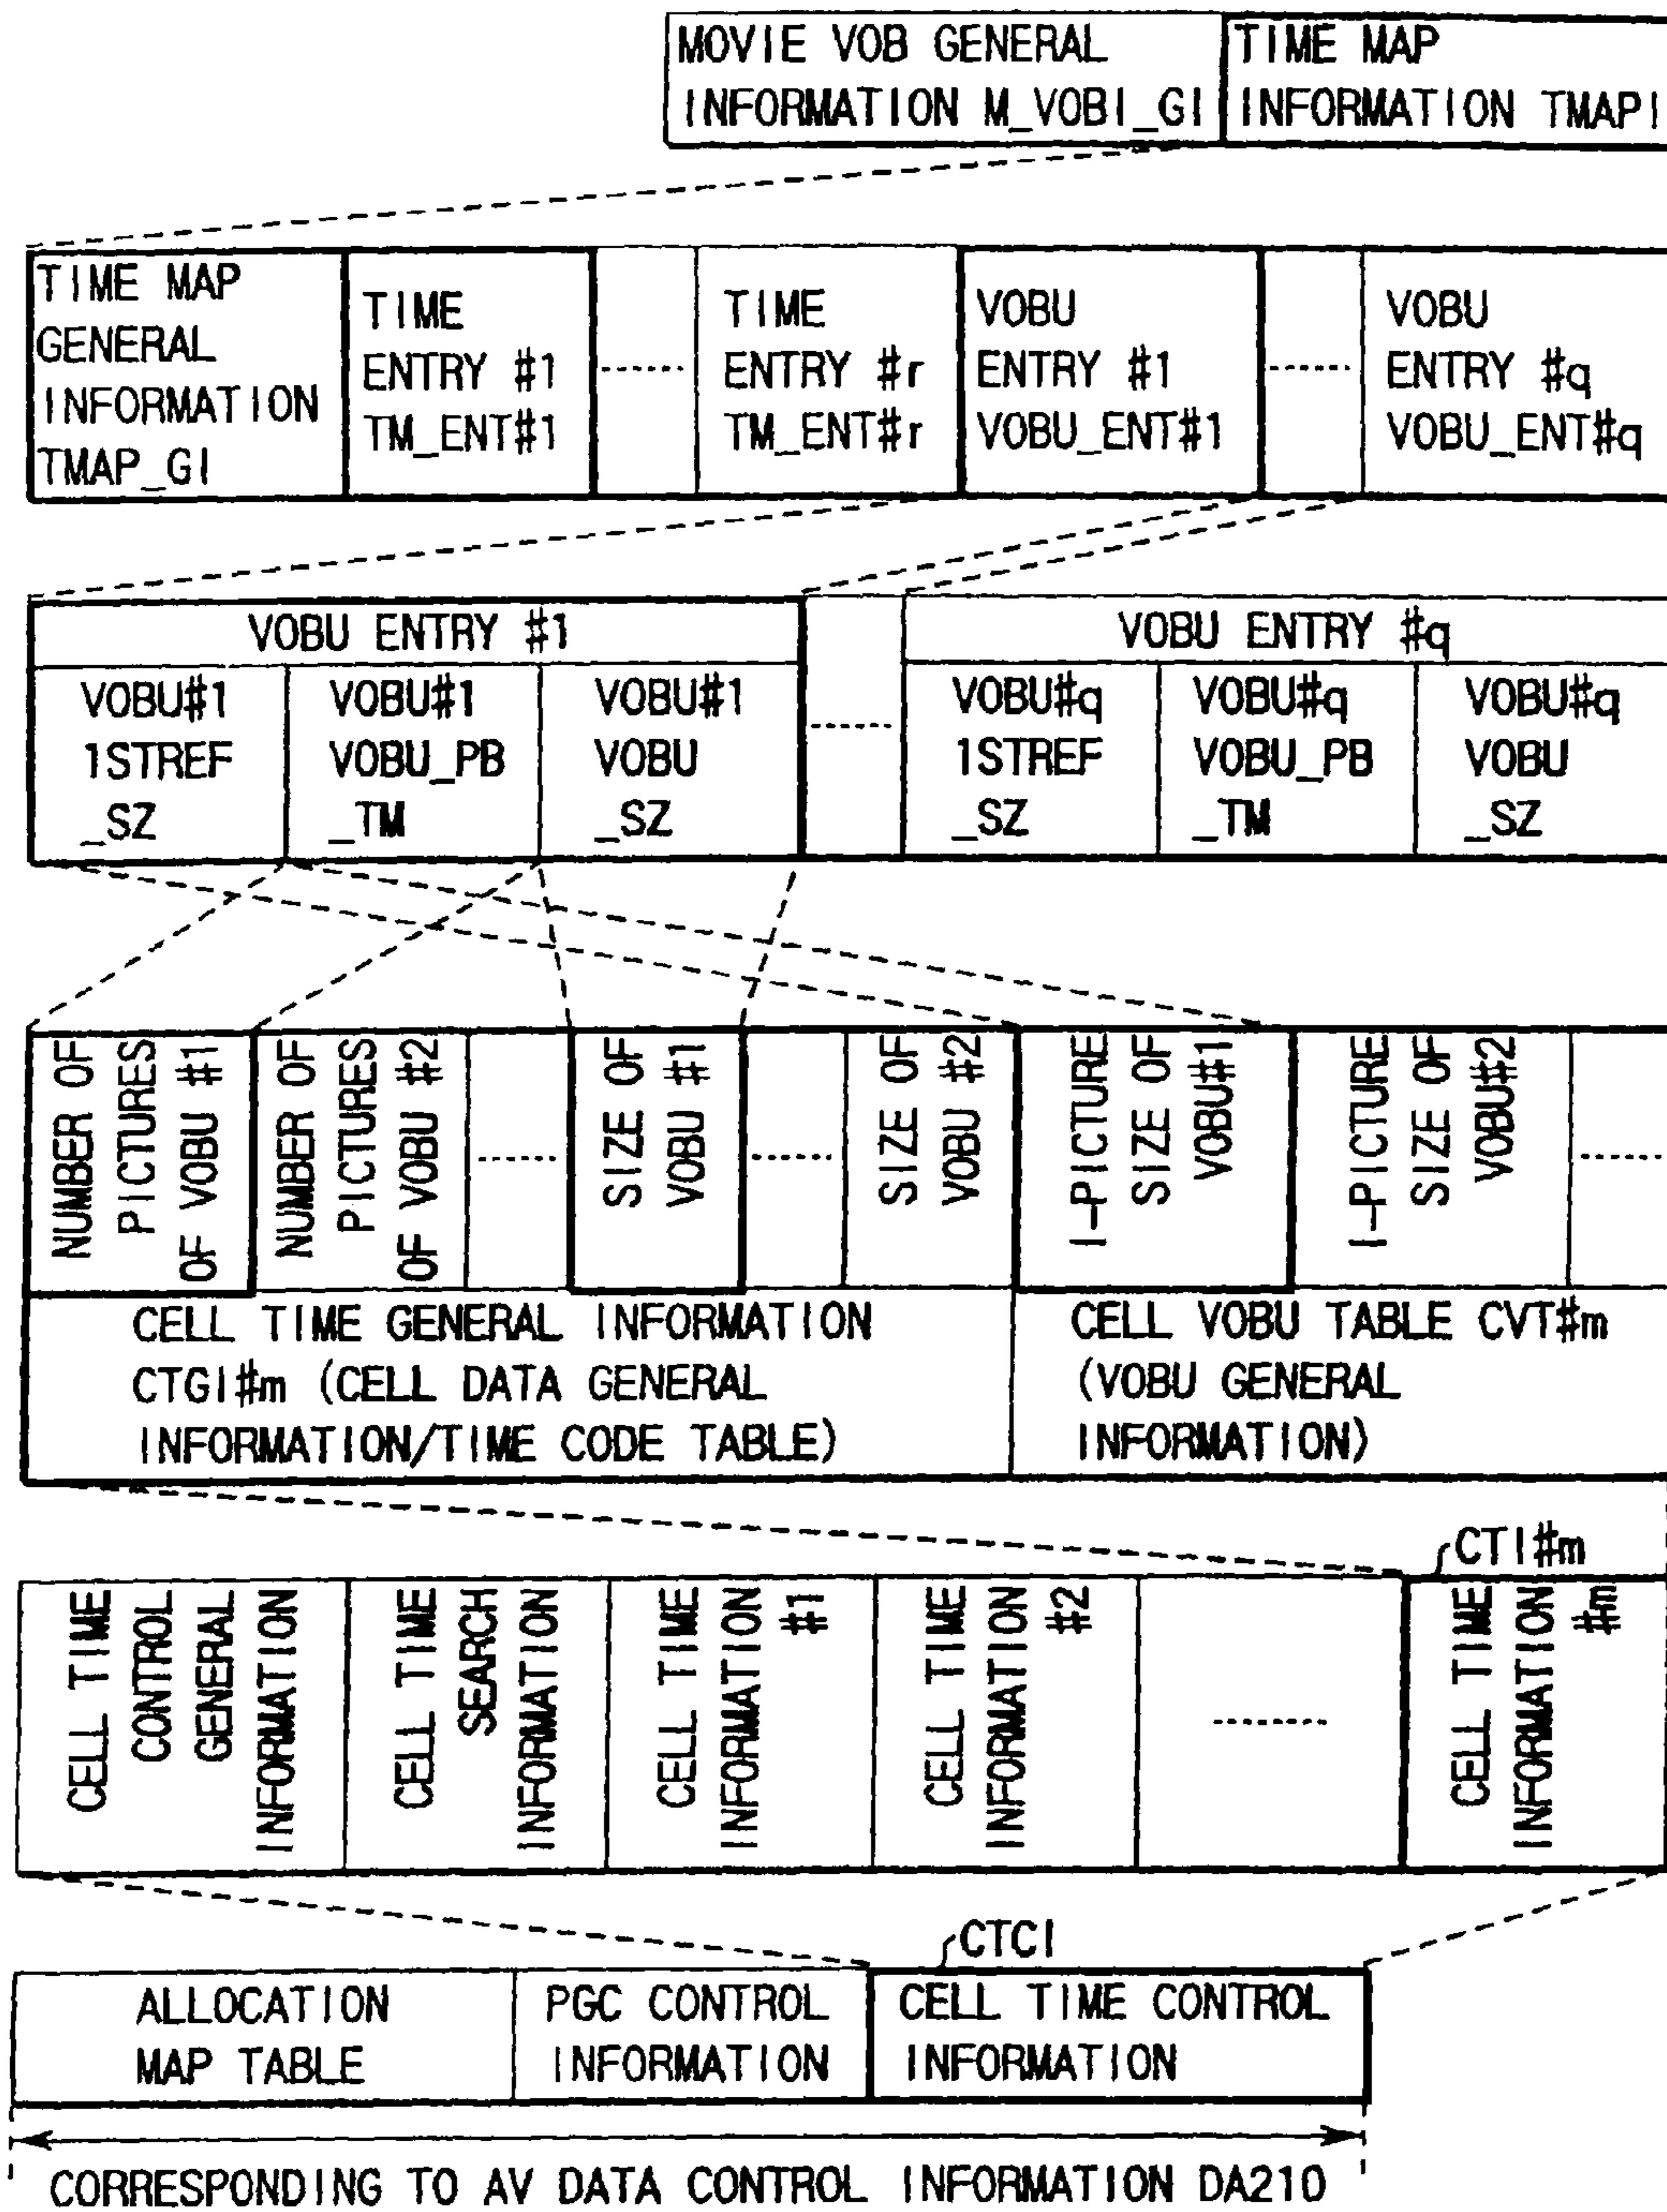 MOVIE VOB GENERAL
INFORMATION M_VOBI_GI
TIME MAP
INFORMATION TMAPI
TIME MAP
GENERAL
INFORMATION
TMAP_GI
TIME
ENTRY #1
TM_ENT#1
TIME
ENTRY #r
TM_ENT#r
VOBU
ENTRY #1
VOBU_ENT#1
VOBU
ENTRY #q
VOBU_ENT#q
VOBU ENTRY #1
VOBU#1
1STREF
_SZ
VOBU#1
VOBU_PB
_TM
VOBU#1
VOBU
_SZ
VOBU ENTRY #q
VOBU#q
1STREF
_SZ
VOBU#q
VOBU_PB
_TM
VOBU#q
VOBU
_SZ
NUMBER OF
PICTURES
OF VOBU #1
NUMBER OF
PICTURES
OF VOBU #2
SIZE OF
VOBU #1
SIZE OF
VOBU #2
I-PICTURE
SIZE OF
VOBU#1
I-PICTURE
SIZE OF
VOBU#2
CELL TIME GENERAL INFORMATION
CTGI#m (CELL DATA GENERAL
INFORMATION/TIME CODE TABLE)
CELL VOBU TABLE CVT#m
(VOBU GENERAL
INFORMATION)
CTI#m
CELL TIME
CONTROL
GENERAL
INFORMATION
CELL TIME
SEARCH
INFORMATION
CELL TIME
INFORMATION
#1
CELL TIME
INFORMATION
#2
CELL TIME
INFORMATION
#m
CTCI
ALLOCATION
MAP TABLE
PGC CONTROL
INFORMATION
CELL TIME CONTROL
INFORMATION
CORRESPONDING TO AV DATA CONTROL INFORMATION DA210